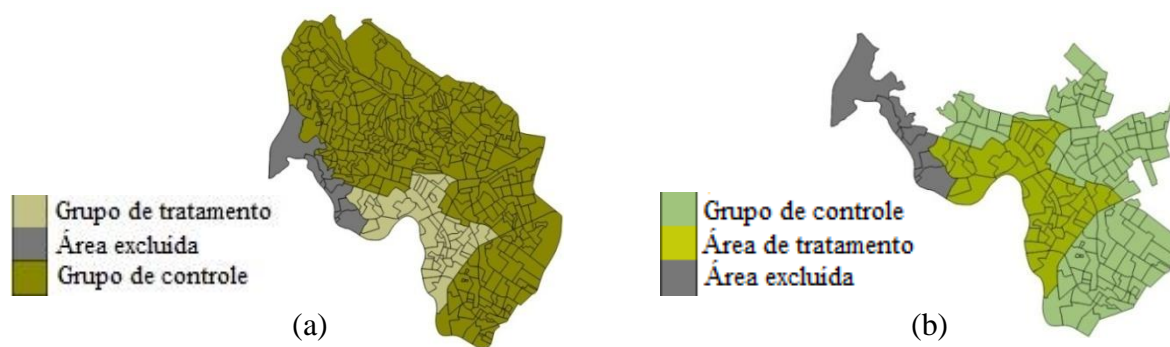 Grupo de tratamento
Área excluída
Grupo de controle
(a)
Grupo de controle
Área de tratamento
Área excluída
(b)